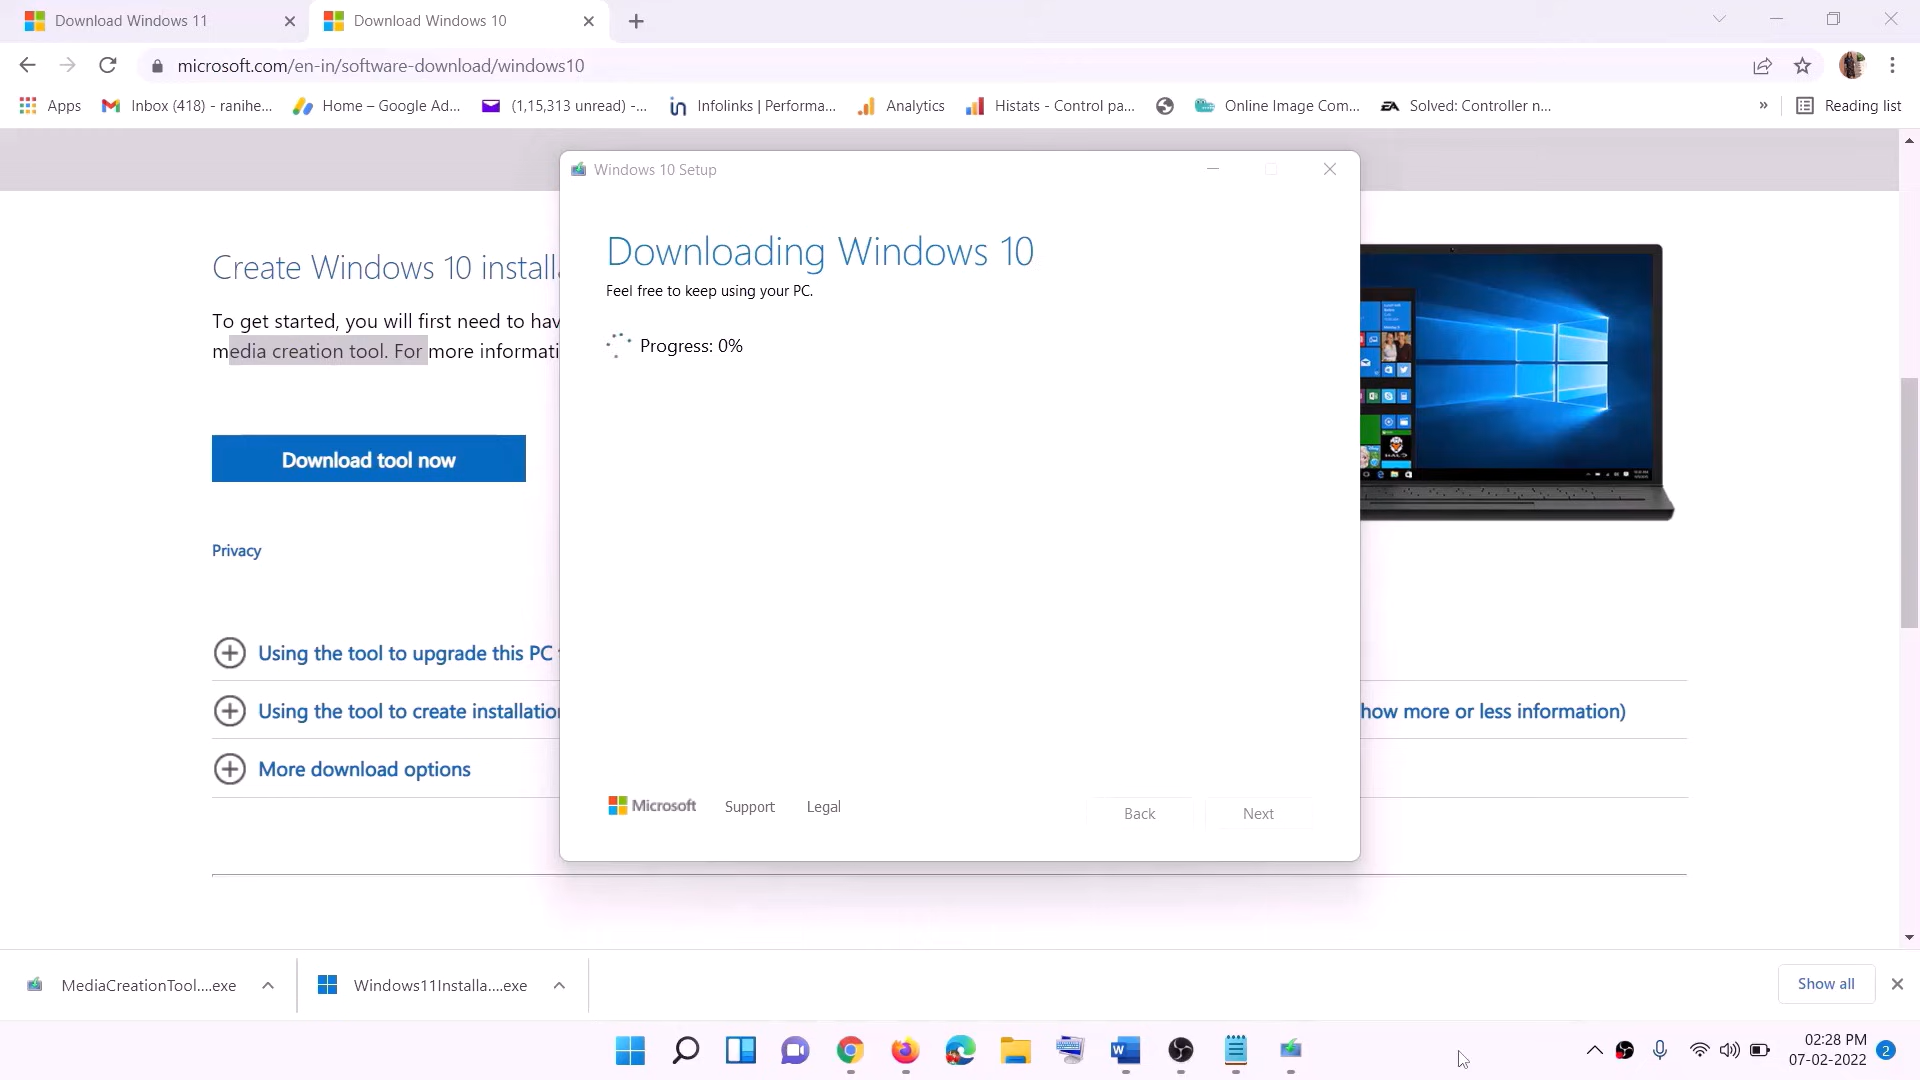 Download Windows 11
Download Windows 10
microsoft.com/en-in/software-download/windows10
Apps
Inbox (418) - ranihe...
Home – Google Ad...
(1,15,313 unread) -...
in
Infolinks | Performa...
Analytics
Histats - Control pa...
Online Image Com...
EA
Solved: Controller n...
»
Reading list
Windows 10 Setup
Downloading Windows 10
Feel free to keep using your PC.
Progress: 0%
Create Windows 10 install
To get started, you will first need to hav
media creation tool. For more informati
Download tool now
Privacy
Using the tool to upgrade this PC
Using the tool to create installation
how more or less information)
More download options
HALO
Microsoft
Support
Legal
Back
Next
MediaCreationTool....exe
Windows11Installa....exe
Show all
W
02:28 PM
07-02-2022
2